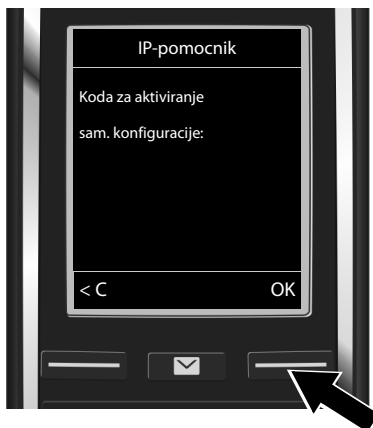 IP-pomocnik
Koda za aktiviranje
sam. konfiguracije:
< C
OK